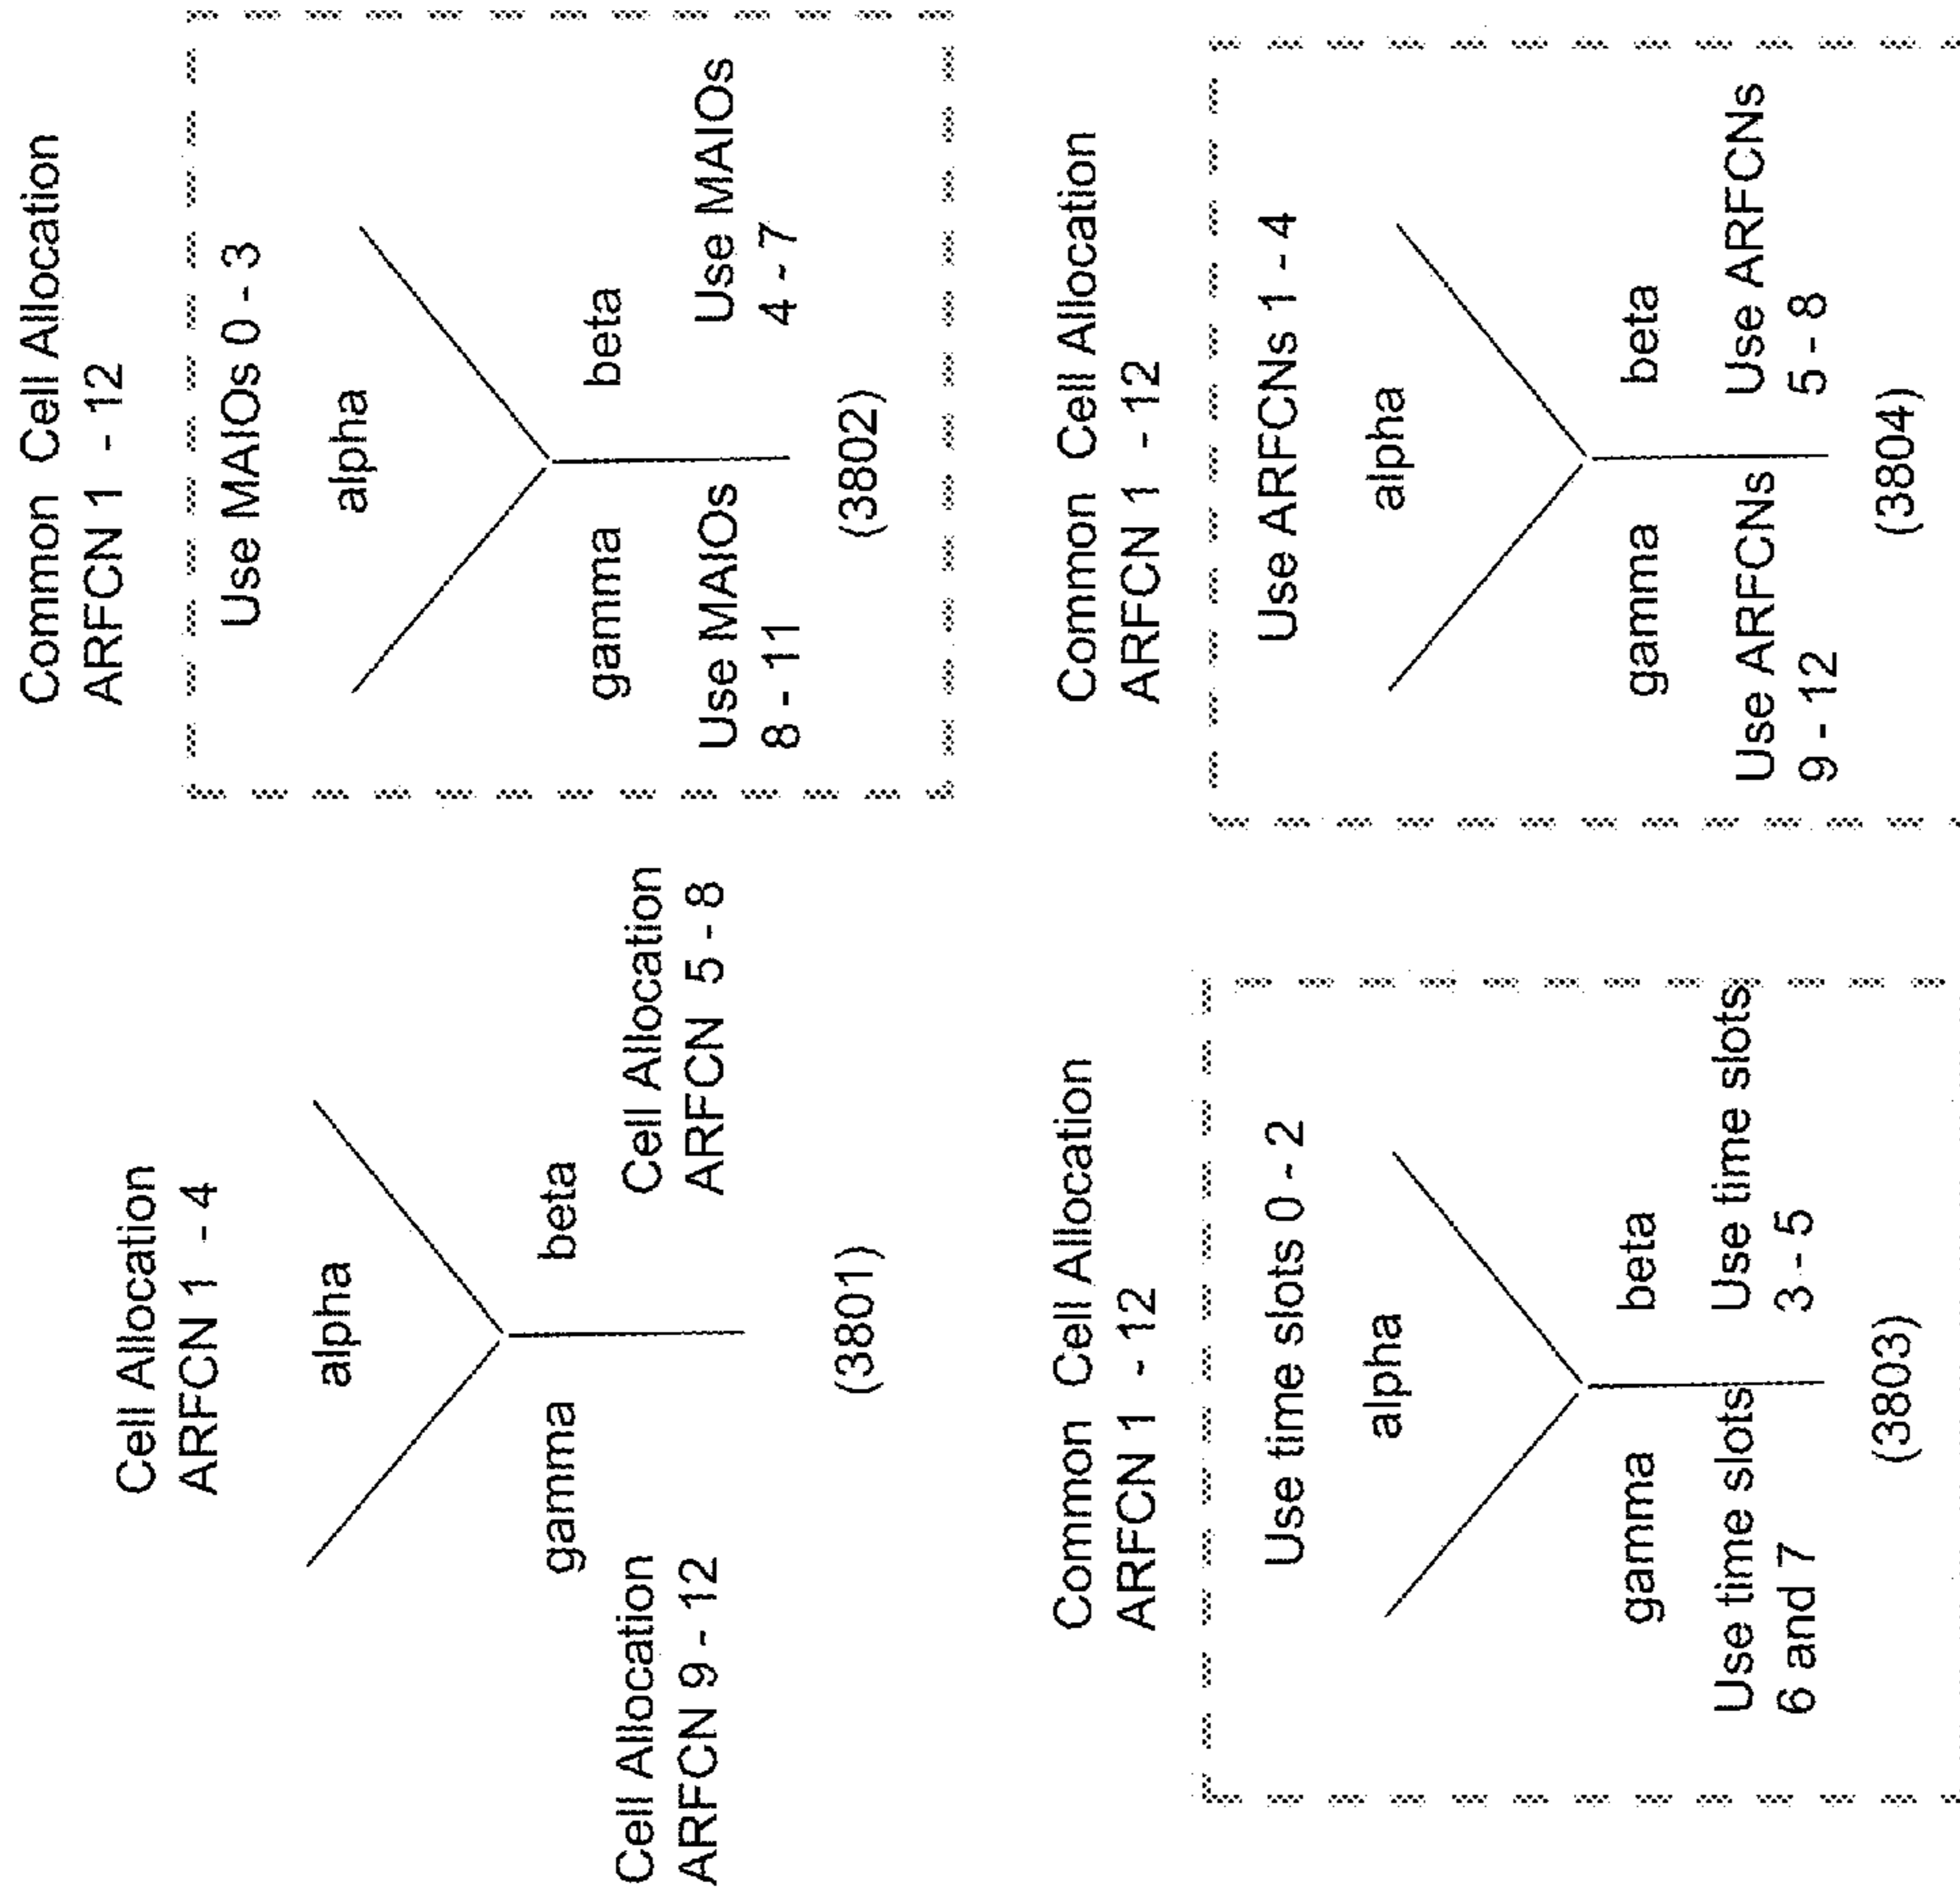 Cell Allocation
ARFCN 1 - 4
alpha
gamma
beta
Cell Allocation
ARFCN 9 - 12
Cell Allocation
ARFCN 5 - 8
(3801)
Common Cell Allocation
ARFCN 1 - 12
Use MAIOs 0 - 3
alpha
gamma
beta
Use MAIOs
8 - 11
Use MAIOs
4 - 7
(3802)
Common Cell Allocation
ARFCN 1 - 12
Use time slots 0 - 2
alpha
gamma
beta
Use time slots
6 and 7
Use time slots
3 - 5
(3803)
Common Cell Allocation
ARFCN 1 - 12
Use ARFCNs 1 - 4
alpha
gamma
beta
Use ARFCNs
9 - 12
Use ARFCNs
5 - 8
(3804)